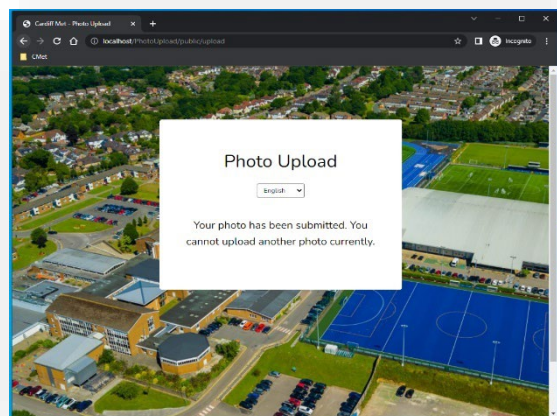 Cardiff Met - Photo Upload
localhost/PhotoUpload/public/upload
Incognito
CMet
Photo Upload
English
Your photo has been submitted. You
cannot upload another photo currently.